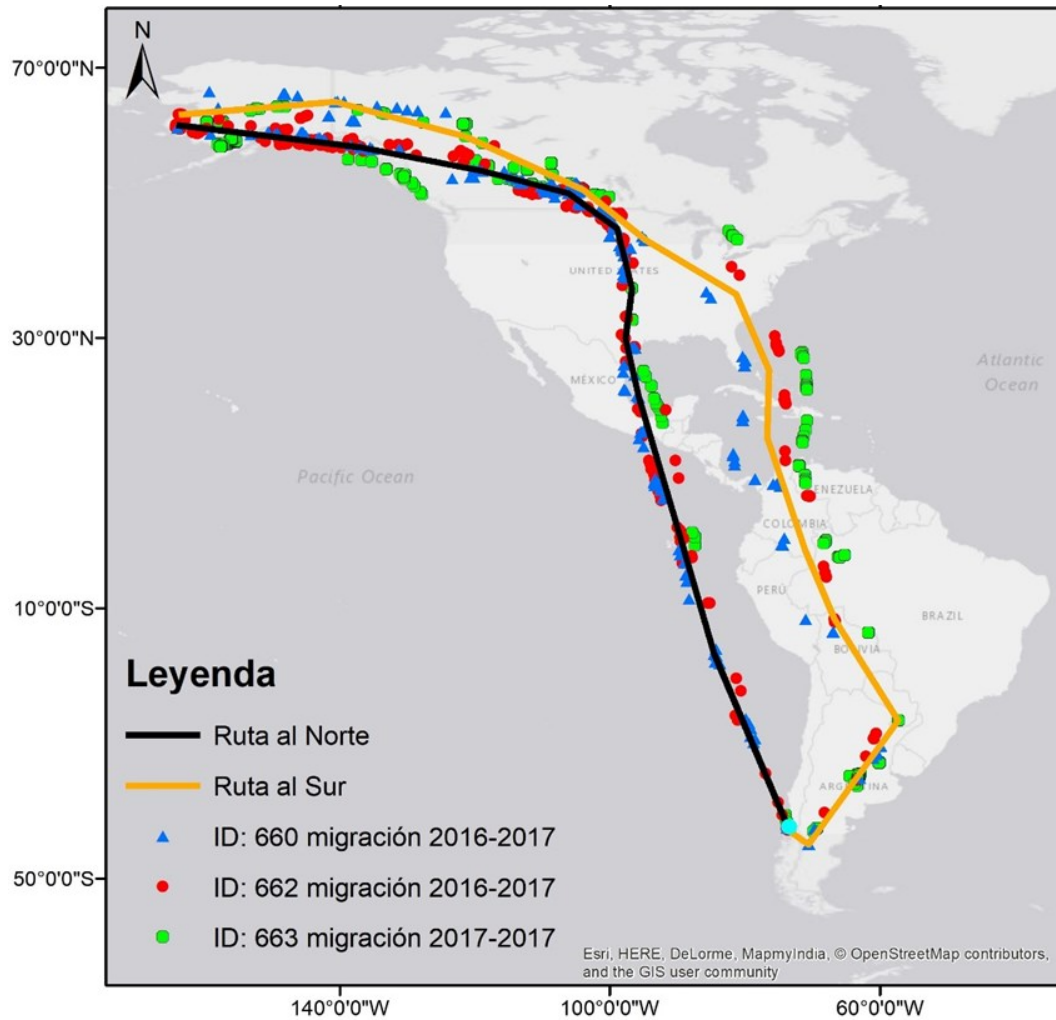 N
70°0'0"N
UNITED STATES
30°0'0"N
MÉXICO
Atlantic
Ocean
Pacific Ocean
VENEZUELA
COLOMBIA
10°0'0"S
PERÚ
BRAZIL
BOLIVIA
Leyenda
Ruta al Norte
Ruta al Sur
ARGENTINA
ID: 660 migración 2016-2017
50°0'0"S
ID: 662 migración 2016-2017
ID: 663 migración 2017-2017
Esri, HERE, DeLorme, MapmyIndia, © OpenStreetMap contributors,
and the GIS user community
140°0'0"W
100°0'0"W
60°0'0"W